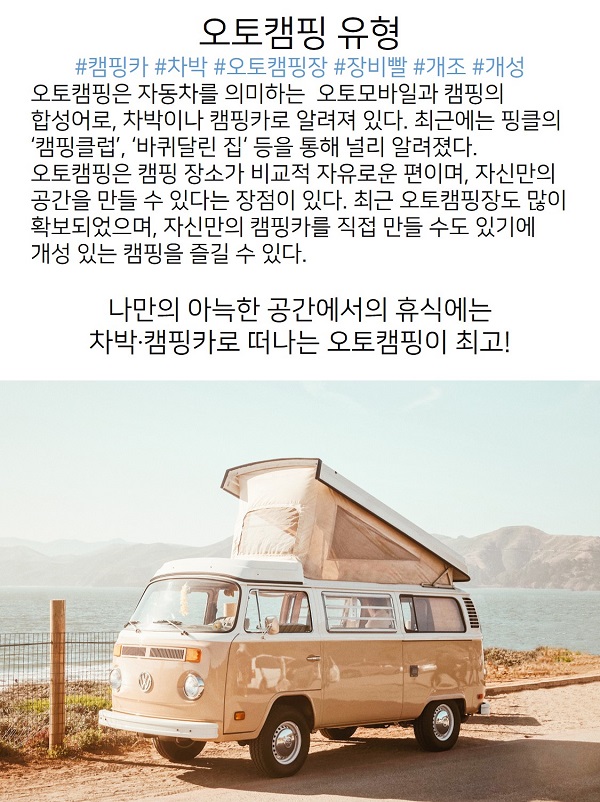 오토캠핑 유형
#캠핑카 #차박 #오토캠핑장 #장비빨 #개조 #개성
오토캠핑은 자동차를 의미하는 오토모바일과 캠핑의
합성어로, 차박이나 캠핑카로 알려져 있다. 최근에는 핑클의
‘캠핑클럽’, ‘바퀴달린 집‘ 등을 통해 널리 알려졌다.
오토캠핑은 캠핑 장소가 비교적 자유로운 편이며, 자신만의
공간을 만들 수 있다는 장점이 있다. 최근 오토캠핑장도 많이
확보되었으며, 자신만의 캠핑카를 직접 만들 수도 있기에
개성 있는 캠핑을 즐길 수 있다.
나만의 아늑한 공간에서의 휴식에는
차박·캠핑카로 떠나는 오토캠핑이 최고!